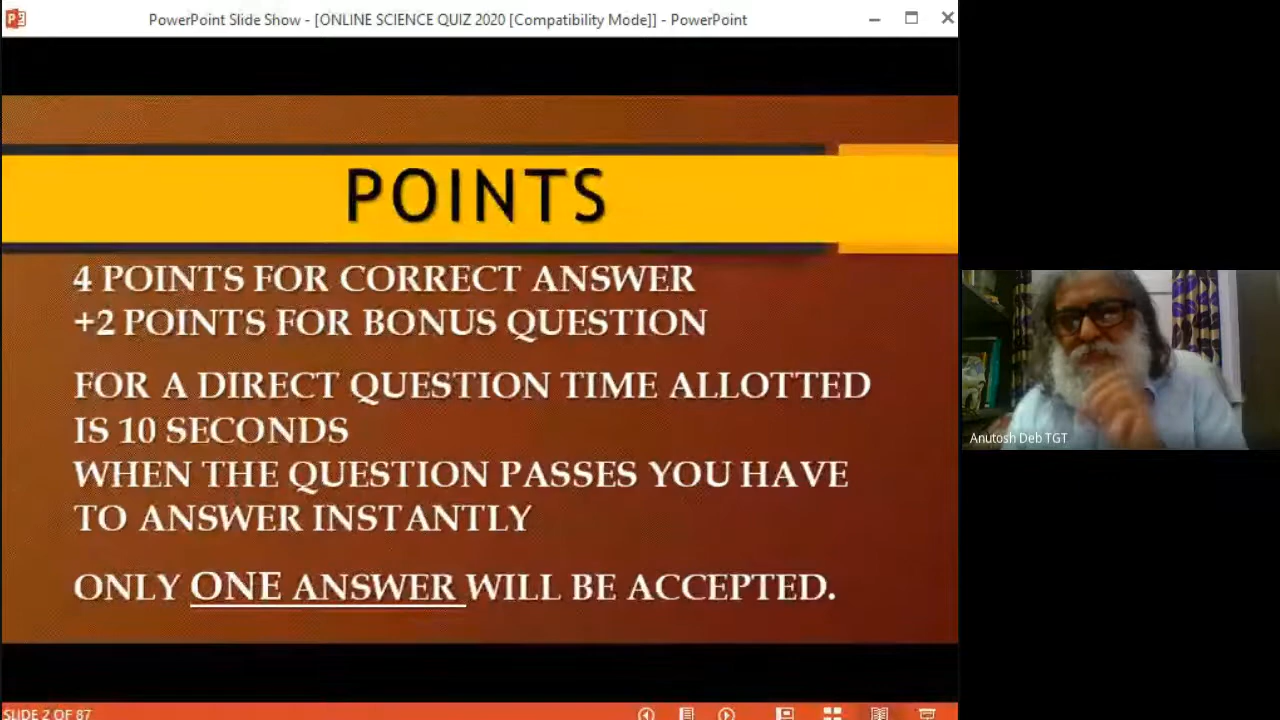 PowerPoint Slide Show - [ONLINE SCIENCE QUIZ 2020 [Compatibility Mode]] - PowerPoint
POINTS
4 POINTS FOR CORRECT ANSWER
+2 POINTS FOR BONUS QUESTION
FOR A DIRECT QUESTION TIME ALLOTTED
IS 10 SECONDS
WHEN THE QUESTION PASSES YOU HAVE
TO ANSWER INSTANTLY
ONLY ONE ANSWER WILL BE ACCEPTED.
Anutosh Deb TGT
SLIDE 2 OF 87